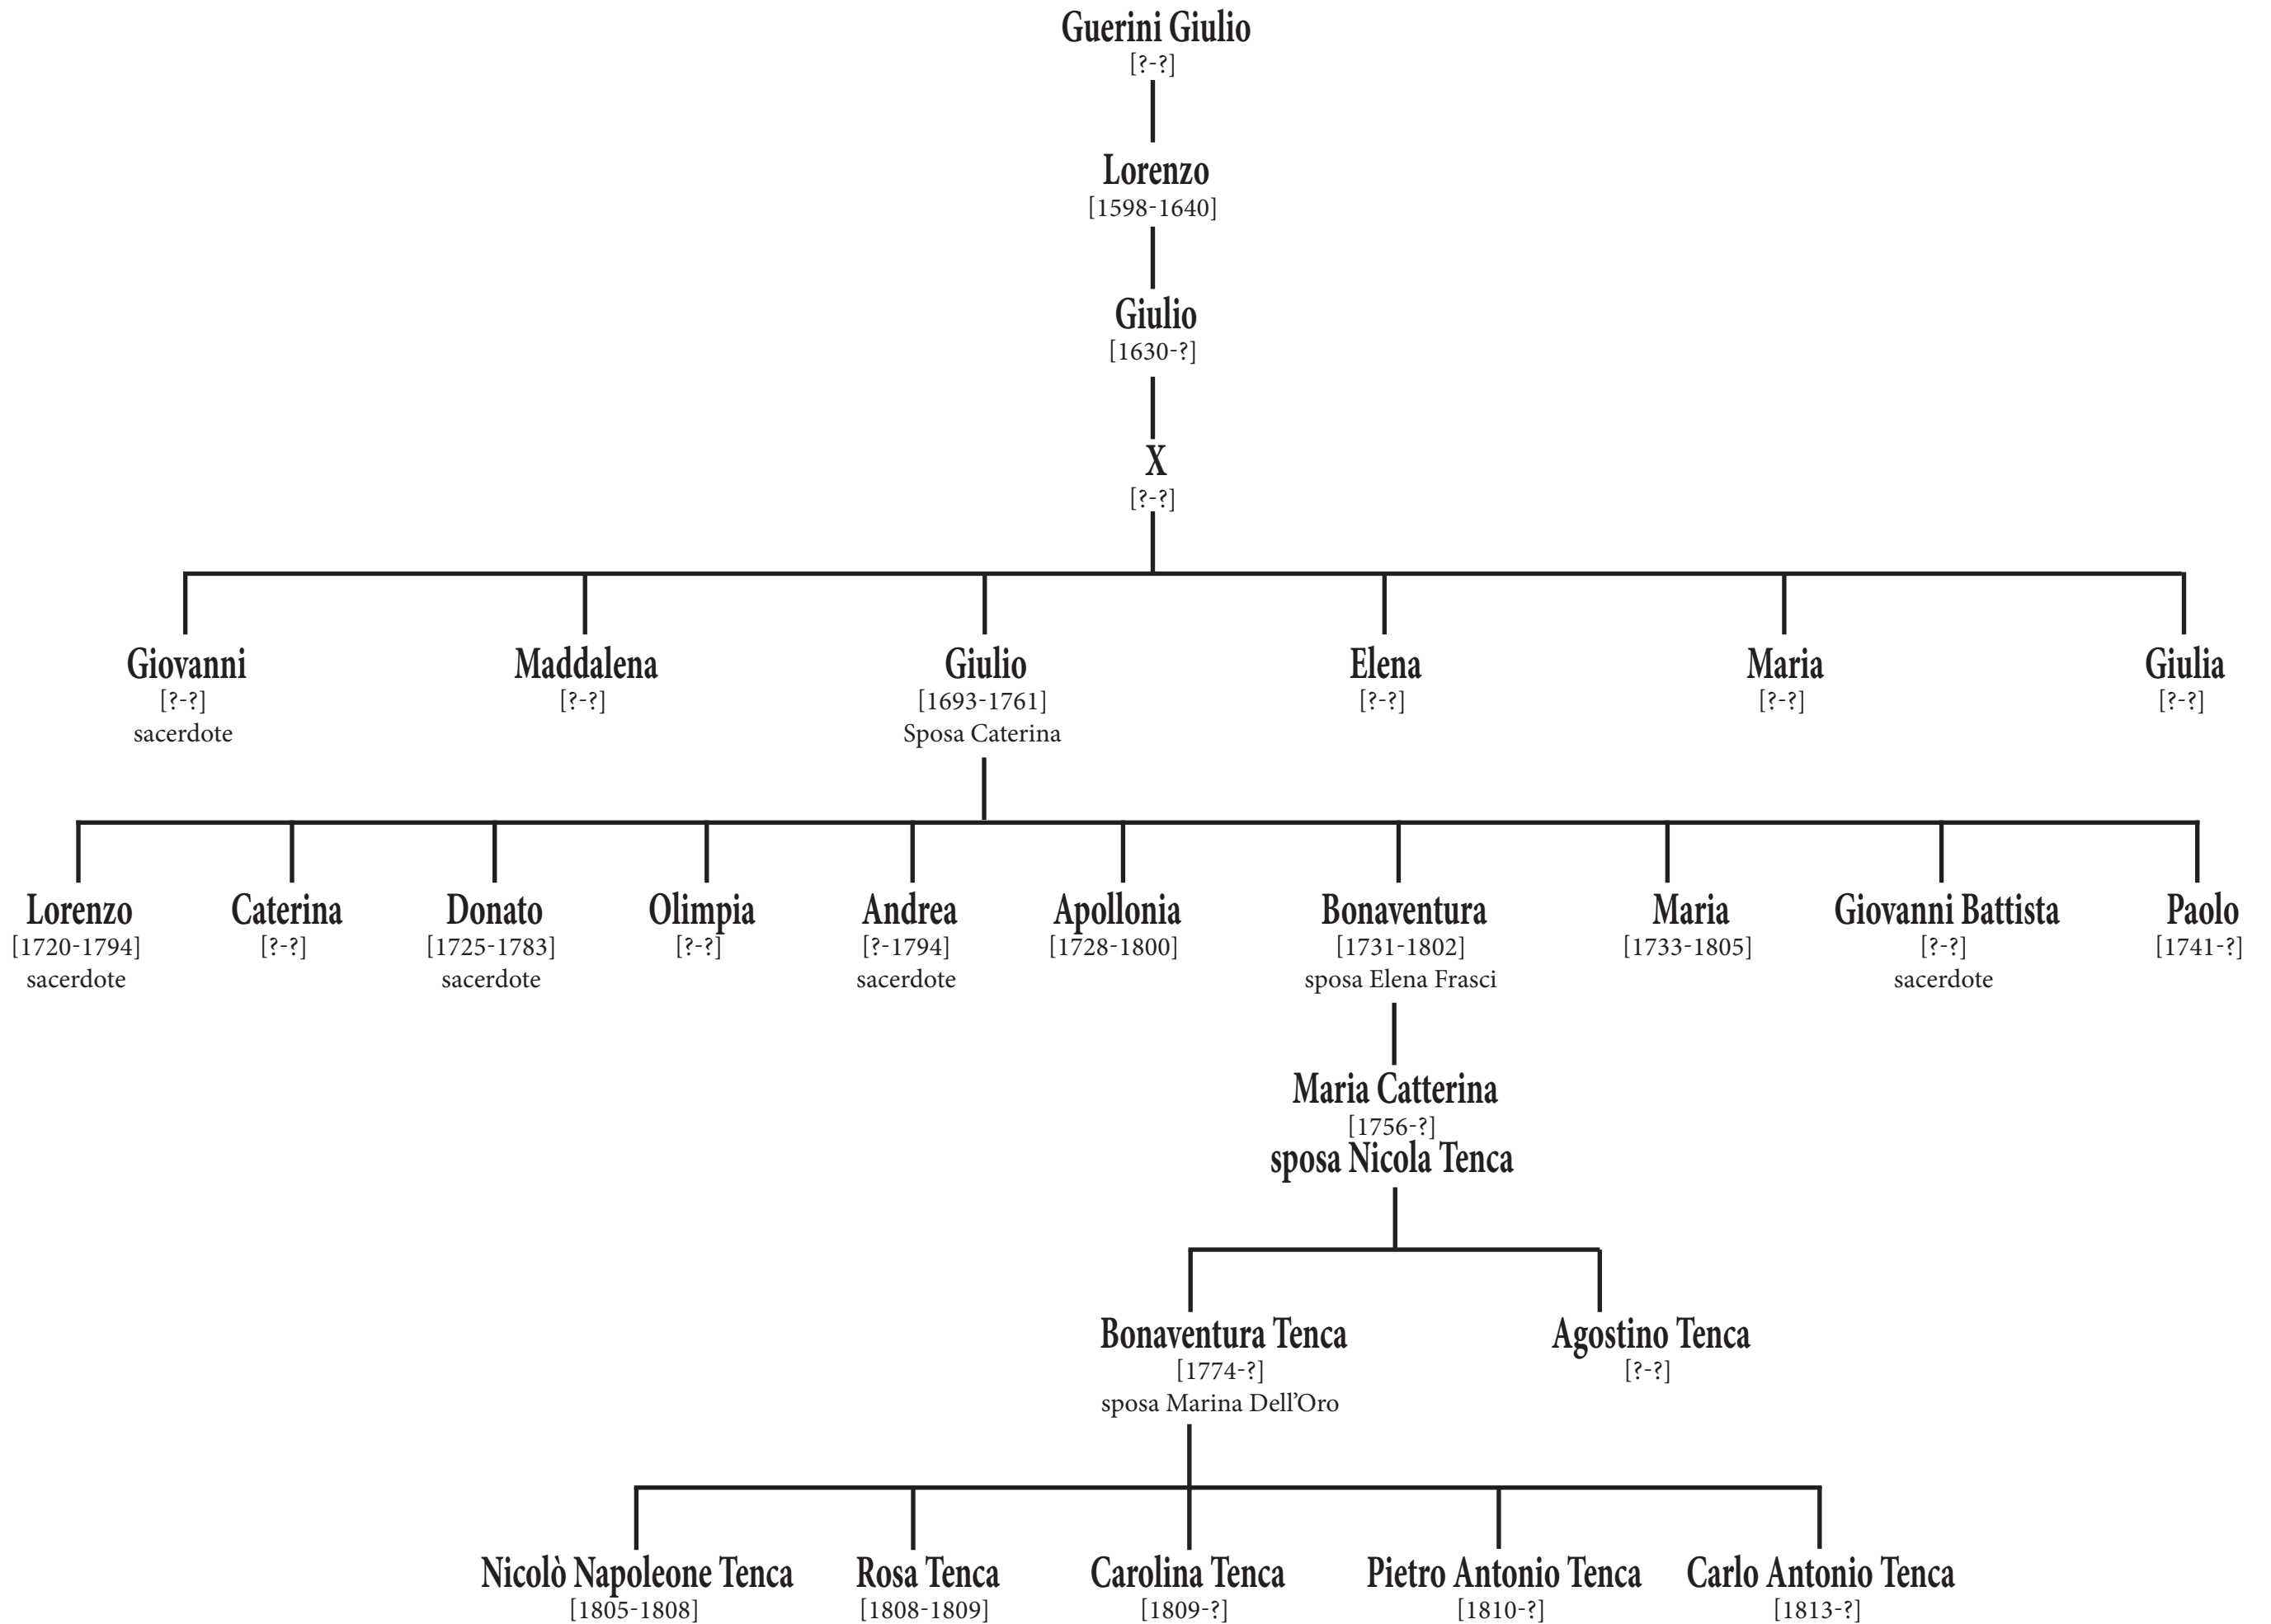 Guerini Giulio
[?-?]
Lorenzo
[1598-1640]
Giulio
[1630-?]
X
[?-?]
Giovanni
[?-?]
sacerdote
Maddalena
[?-?]
Giulio
[1693-1761]
Sposa Caterina
Elena
[?-?]
Maria
[?-?]
Giulia
[?-?]
Lorenzo
[1720-1794]
sacerdote
Caterina
[?-?]
Donato
[1725-1783]
sacerdote
Olimpia
[?-?]
Andrea
[?-1794]
sacerdote
Apollonia
[1728-1800]
Bonaventura
[1731-1802]
sposa Elena Frasci
Maria
[1733-1805]
Giovanni Battista
[?-?]
sacerdote
Paolo
[1741-?]
Maria Catterina
[1756-?]
sposa Nicola Tenca
Bonaventura Tenca
[1774-?]
sposa Marina Dell’Oro
Agostino Tenca
[?-?]
Nicolò Napoleone Tenca
[1805-1808]
Rosa Tenca
[1808-1809]
Carolina Tenca
[1809-?]
Pietro Antonio Tenca
[1810-?]
Carlo Antonio Tenca
[1813-?]